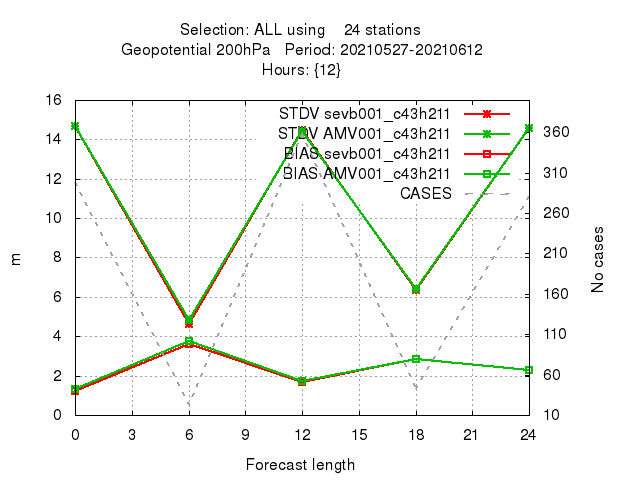 Selection: ALL using    24 stations
Geopotential 200hPa   Period: 20210527-20210612
Hours: {12}
STDV sevb001_c43h211
STDV AMV001_c43h211
BIAS sevb001_c43h211
BIAS AMV001_c43h211
CASES
16
14
12
10
8
6
4
2
0
m
360
310
260
210
160
110
60
10
No cases
0 3 6 9 12 15 18 21 24
Forecast length